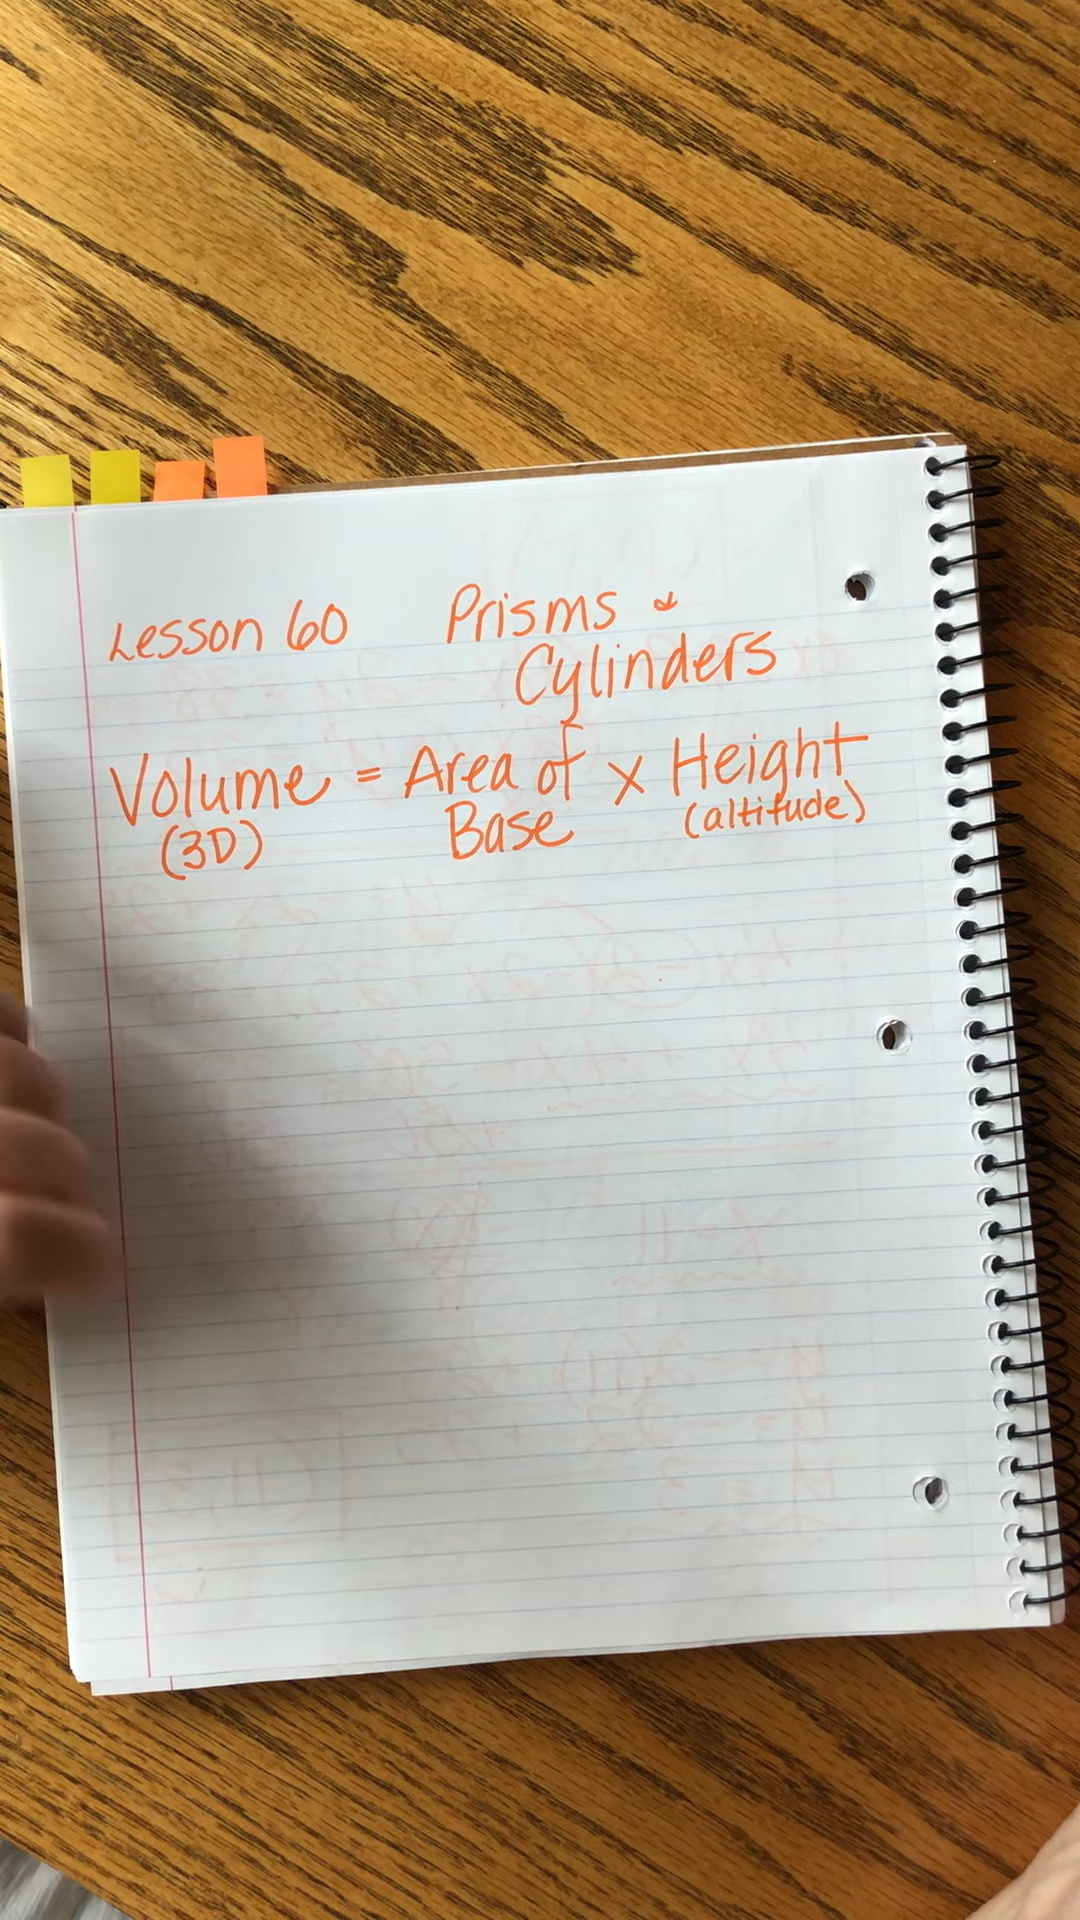 Lesson 60 Prisms &
Cylinders
Volume = Area of x Height
(3D) Base (altitude)